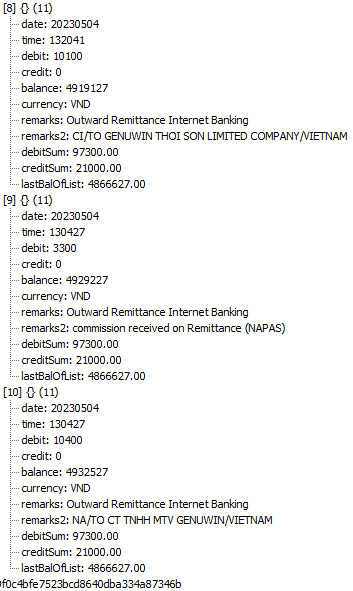 [8] {} (11)
date: 20230504
time: 132041
debit: 10100
credit: 0
balance: 4919127
currency: VND
remarks: Outward Remittance Internet Banking
remarks2: CI/TO GENUWIN THOI SON LIMITED COMPANY/VIETNAM
debitSum: 97300.00
creditSum: 21000.00
lastBalOfList: 4866627.00
[9] {} (11)
date: 20230504
time: 130427
debit: 3300
credit: 0
balance: 4929227
currency: VND
remarks: Outward Remittance Internet Banking
remarks2: commission received on Remittance (NAPAS)
debitSum: 97300.00
creditSum: 21000.00
lastBalOfList: 4866627.00
[10] {} (11)
date: 20230504
time: 130427
debit: 10400
credit: 0
balance: 4932527
currency: VND
remarks: Outward Remittance Internet Banking
remarks2: NA/TO CT TNHH MTV GENUWIN/VIETNAM
debitSum: 97300.00
creditSum: 21000.00
lastBalOfList: 4866627.00
9f0c4bfe7523bcd8640dba334a87346b